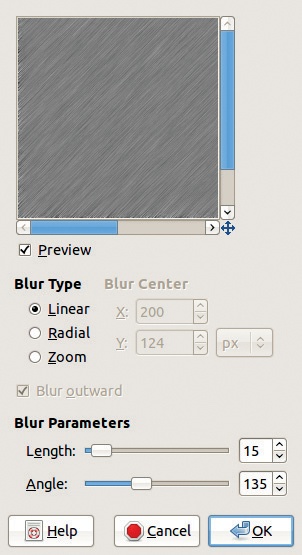 Preview
Blur Type Blur Center
Linear X: 200
Radial Y: 124 px
Zoom
Blur outward
Blur Parameters
Length: 15
Angle: 135
Help Cancel OK